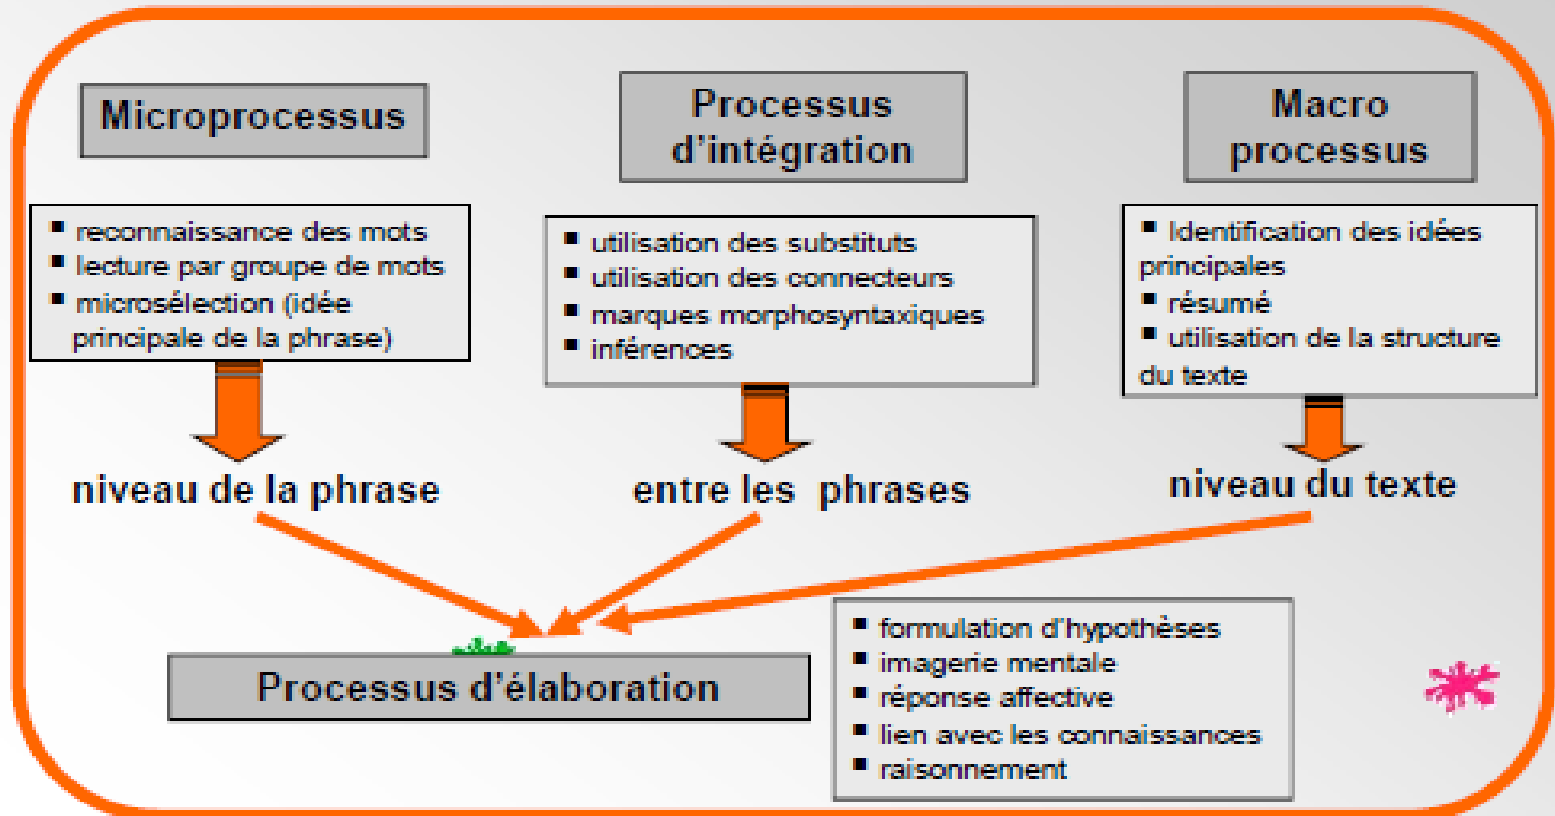 Microprocessus
▪ reconnaissance des mots
▪ lecture par groupe de mots
▪ microsélection (idée
principale de la phrase)
niveau de la phrase
Processus
d'intégration
▪ utilisation des substituts
▪ utilisation des connecteurs
▪ marques morphosyntaxiques
▪ inférences
entre les phrases
Macro
processus
▪ Identification des idées
principales
▪ résumé
▪ utilisation de la structure
du texte
niveau du texte
Processus d'élaboration
▪ formulation d'hypothèses
▪ imagerie mentale
▪ réponse affective
▪ lien avec les connaissances
▪ raisonnement